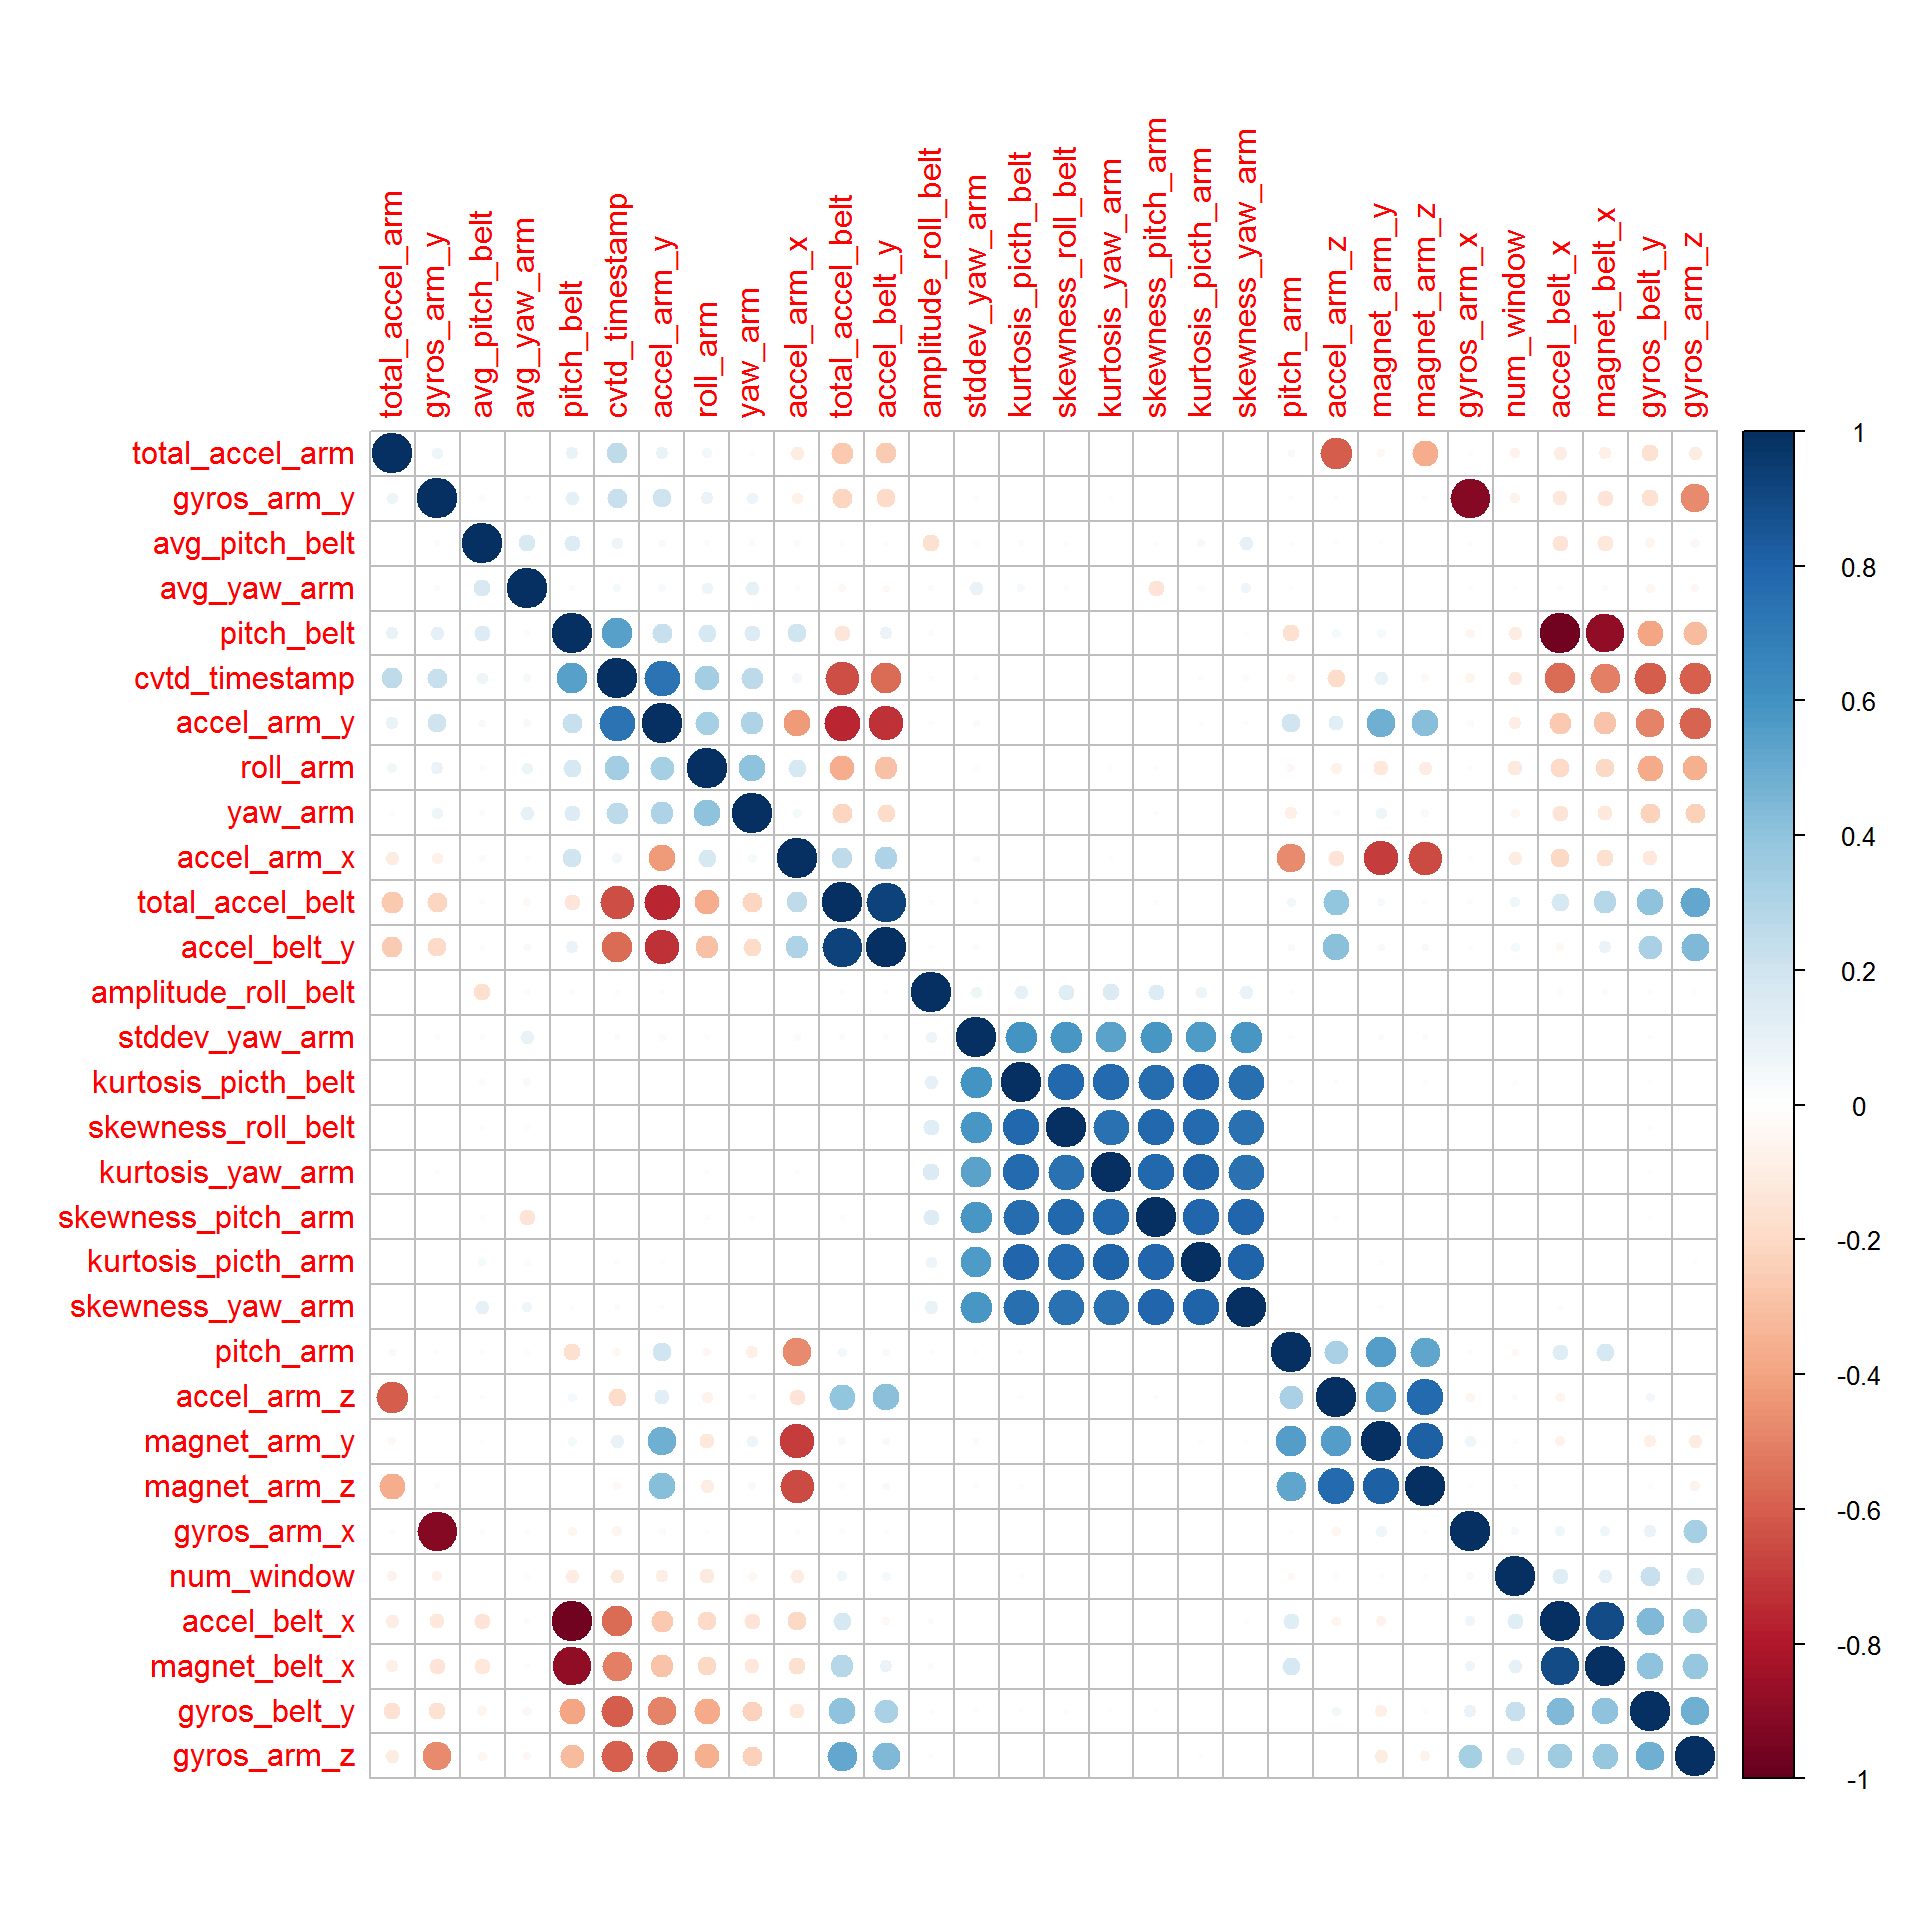 total_accel_arm
gyros_arm_y
avg_pitch_belt
avg_yaw_arm
pitch_belt
cvtd_timestamp
accel_arm_y
roll_arm
yaw_arm
accel_arm_x
total_accel_belt
accel_belt_y
amplitude_roll_belt
stddev_yaw_arm
kurtosis_picth_belt
skewness_roll_belt
kurtosis_yaw_arm
skewness_pitch_arm
kurtosis_picth_arm
skewness_yaw_arm
pitch_arm
accel_arm_z
magnet_arm_y
magnet_arm_z
gyros_arm_x
num_window
accel_belt_x
magnet_belt_x
gyros_belt_y
gyros_arm_z
total_accel_arm
gyros_arm_y
avg_pitch_belt
avg_yaw_arm
pitch_belt
cvtd_timestamp
accel_arm_y
roll_arm
yaw_arm
accel_arm_x
total_accel_belt
accel_belt_y
amplitude_roll_belt
stddev_yaw_arm
kurtosis_picth_belt
skewness_roll_belt
kurtosis_yaw_arm
skewness_pitch_arm
kurtosis_picth_arm
skewness_yaw_arm
pitch_arm
accel_arm_z
magnet_arm_y
magnet_arm_z
gyros_arm_x
num_window
accel_belt_x
magnet_belt_x
gyros_belt_y
gyros_arm_z
1
0.8
0.6
0.4
0.2
0
-0.2
-0.4
-0.6
-0.8
-1